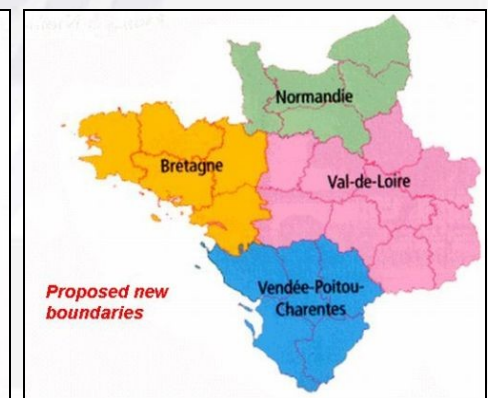 Normandie
Bretagne
Val-de-Loire
Vendée-Poitou-
Charentes
Proposed new
boundaries